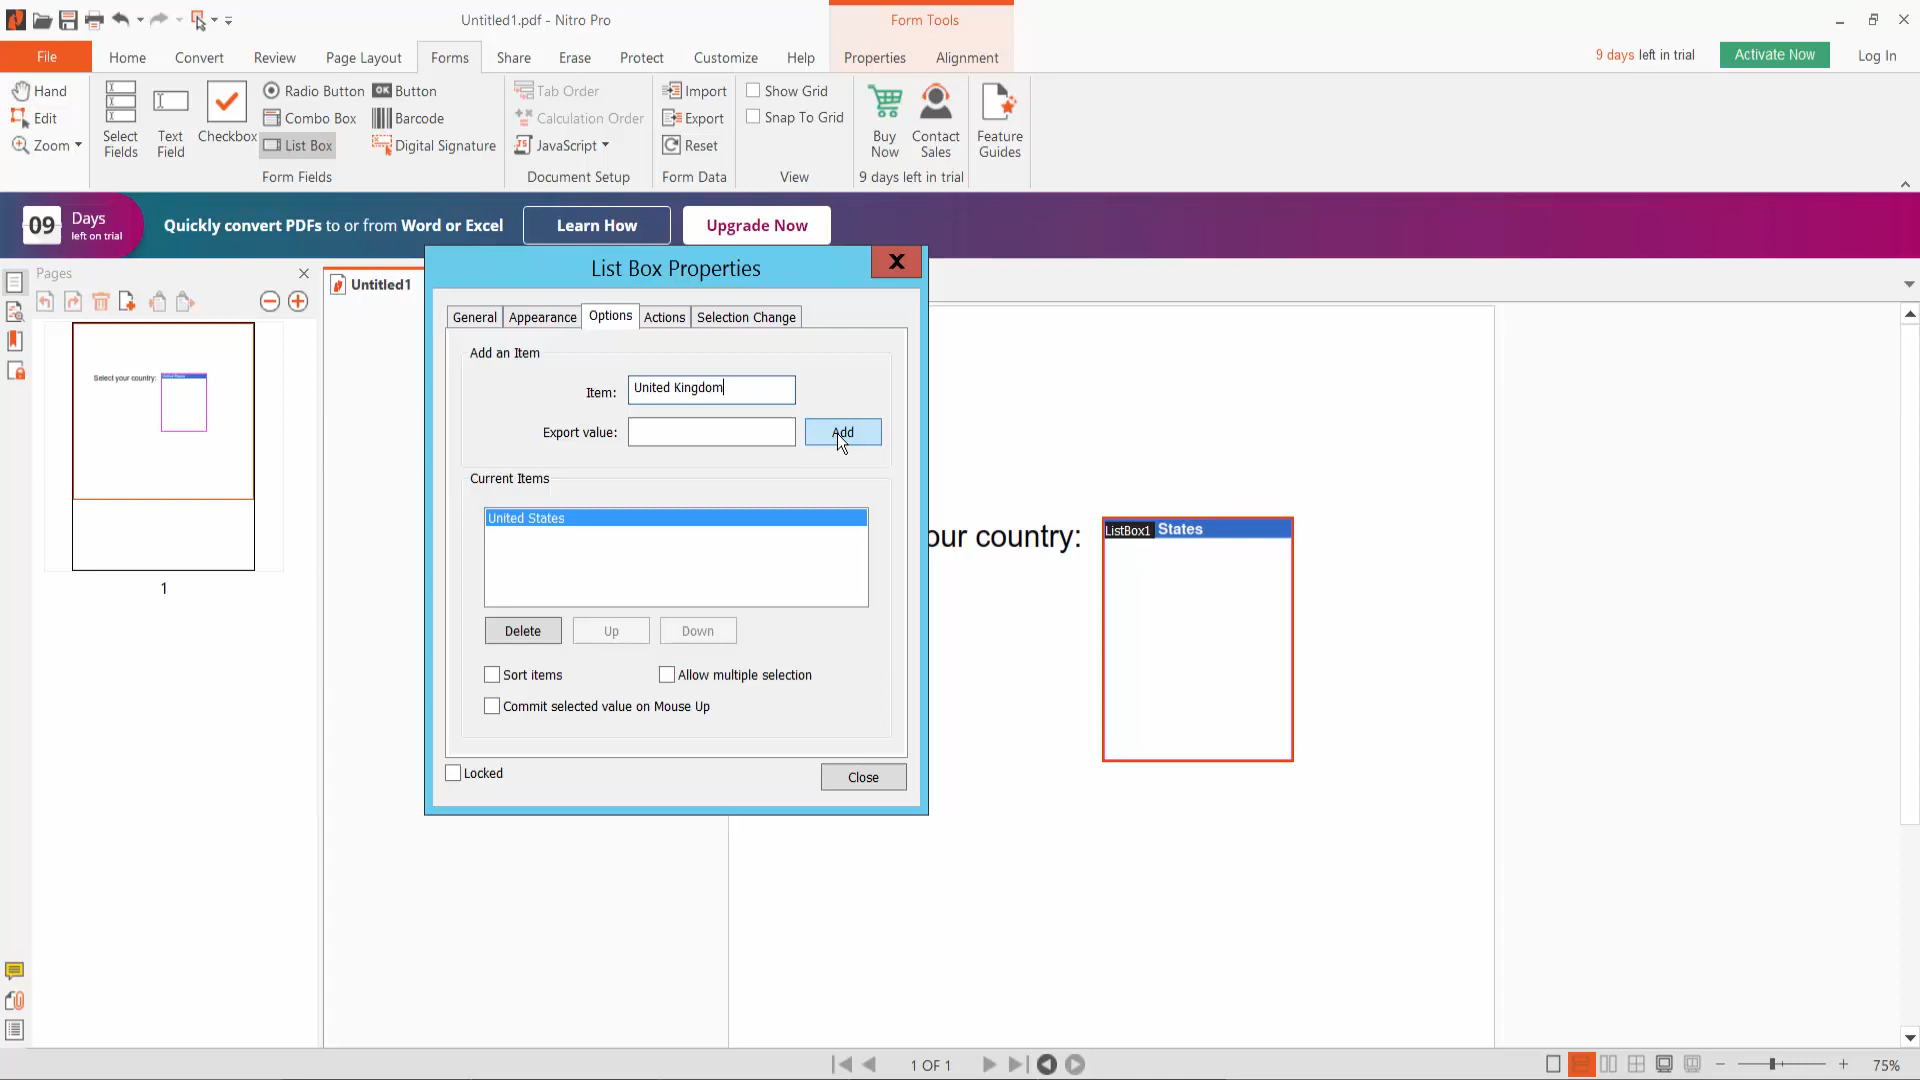 Untitled1.pdf - Nitro Pro
Form Tools
File
Home
Convert
Review
Page Layout
Forms
Share
Erase
Protect
Customize
Help
Properties
Alignment
9 days left in trial
Activate Now
Log In
Hand
Edit
Zoom
Select
Fields
Text
Field
Checkbox
Radio Button
Combo Box
List Box
OK Button
Barcode
Digital Signature
Form Fields
Tab Order
Calculation Order
JS JavaScript
Document Setup
Import
Export
Reset
Form Data
Show Grid
Snap To Grid
View
Buy
Now
Contact
Sales
9 days left in trial
Feature
Guides
09 Days
left on trial
Quickly convert PDFs to or from Word or Excel
Learn How
Upgrade Now
Pages
Untitled1
Select your country:
1
List Box Properties
X
General
Appearance
Options
Actions
Selection Change
Add an Item
Item: United Kingdom
Export value:
Add
Current Items
United States
Delete
Up
Down
Sort items
Allow multiple selection
Commit selected value on Mouse Up
Locked
Close
our country:
ListBox1 States
1 OF 1
75%